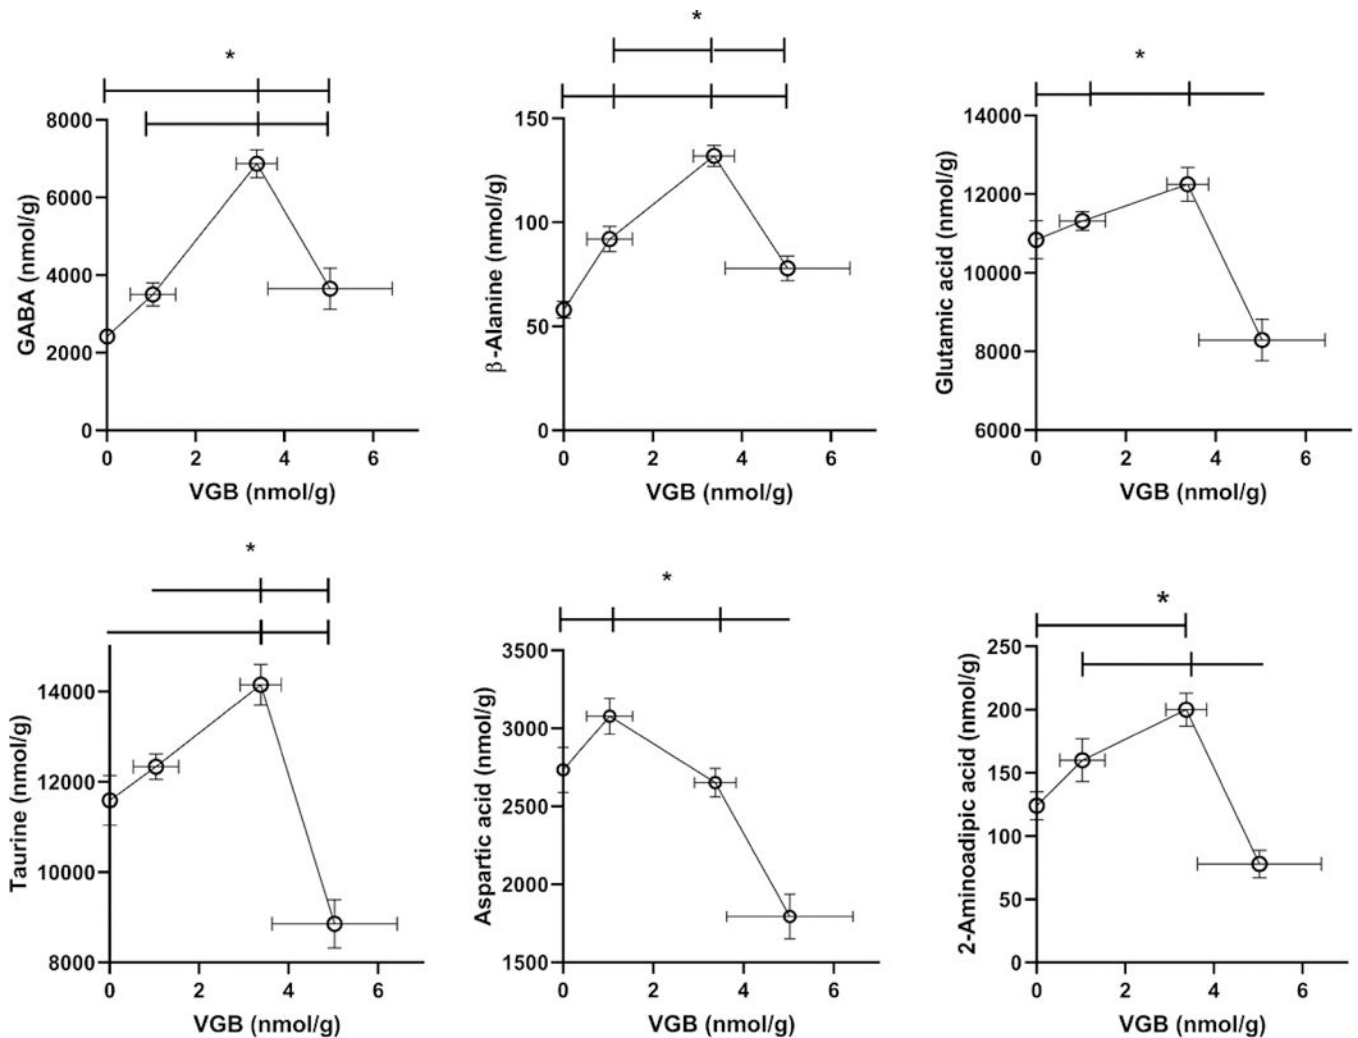 *
8000
6000
4000
2000
0
GABA (nmol/g)
0 2 4 6
VGB (nmol/g)
*
150
100
50
0
β-Alanine (nmol/g)
0 2 4 6
VGB (nmol/g)
*
14000
12000
10000
8000
6000
Glutamic acid (nmol/g)
0 2 4 6
VGB (nmol/g)
*
14000
12000
10000
8000
Taurine (nmol/g)
0 2 4 6
VGB (nmol/g)
*
3500
3000
2500
2000
1500
Aspartic acid (nmol/g)
0 2 4 6
VGB (nmol/g)
*
250
200
150
100
50
0
2-Aminoadipic acid (nmol/g)
0 2 4 6
VGB (nmol/g)